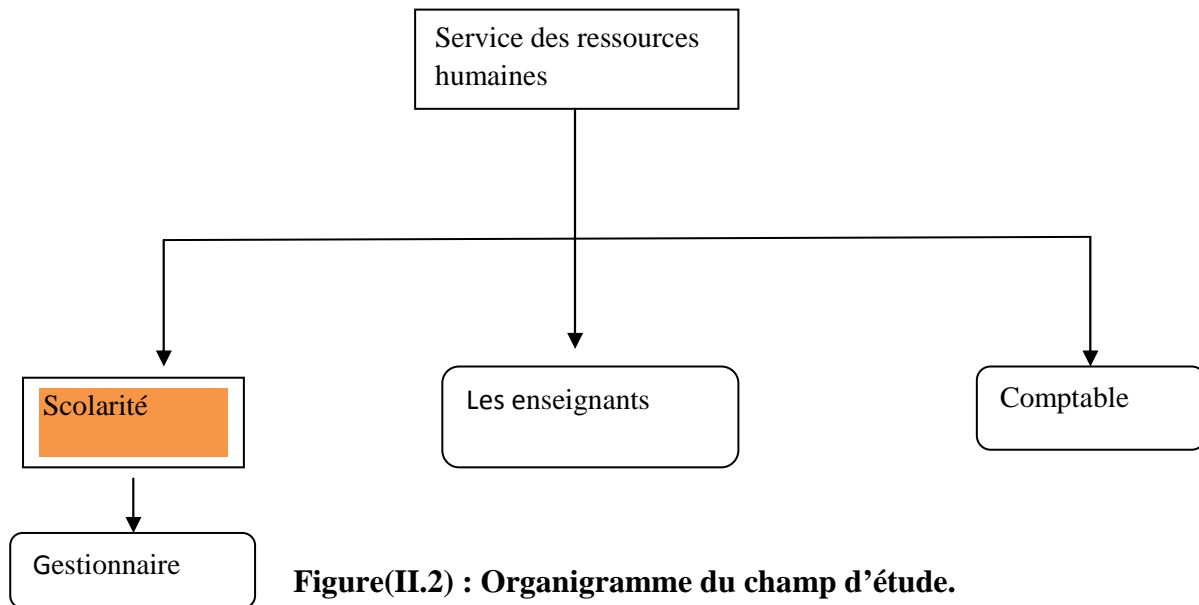 Service des ressources
humaines
Scolarité
Les enseignants
Comptable
Gestionnaire
Figure(II.2) : Organigramme du champ d’étude.